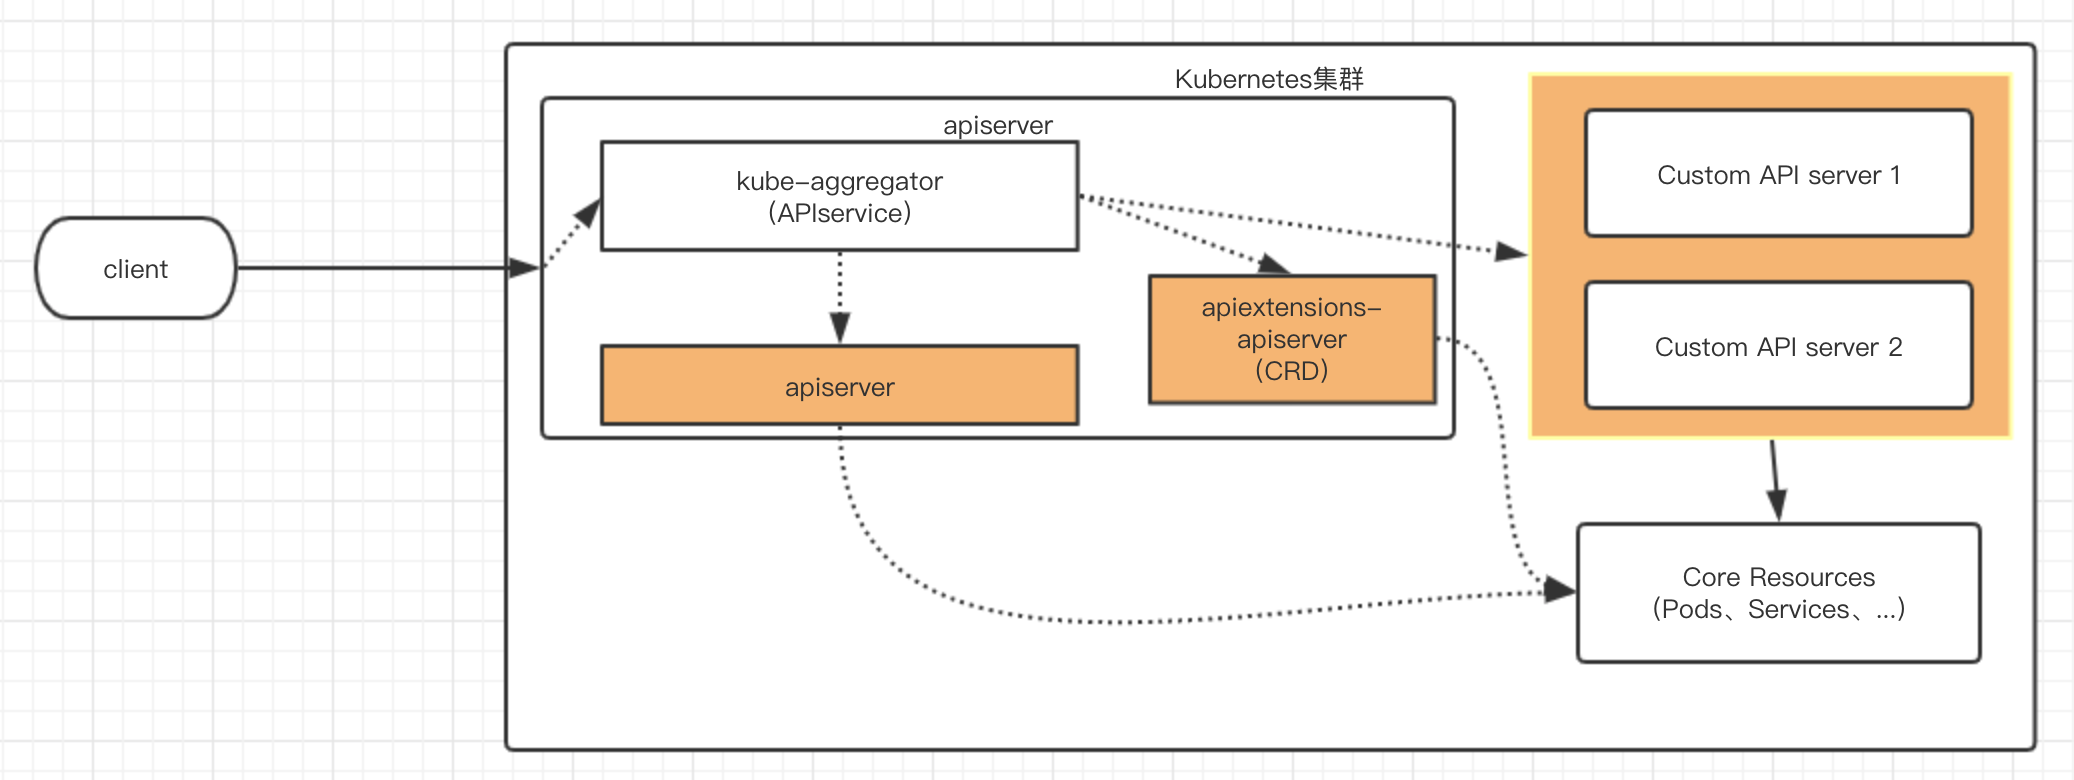 Kubernetes集群
apiserver
kube-aggregator
(APIservice)
client
apiserver
apiextensions-
apiserver
(CRD)
Custom API server 1
Custom API server 2
Core Resources
(Pods、Services、...)